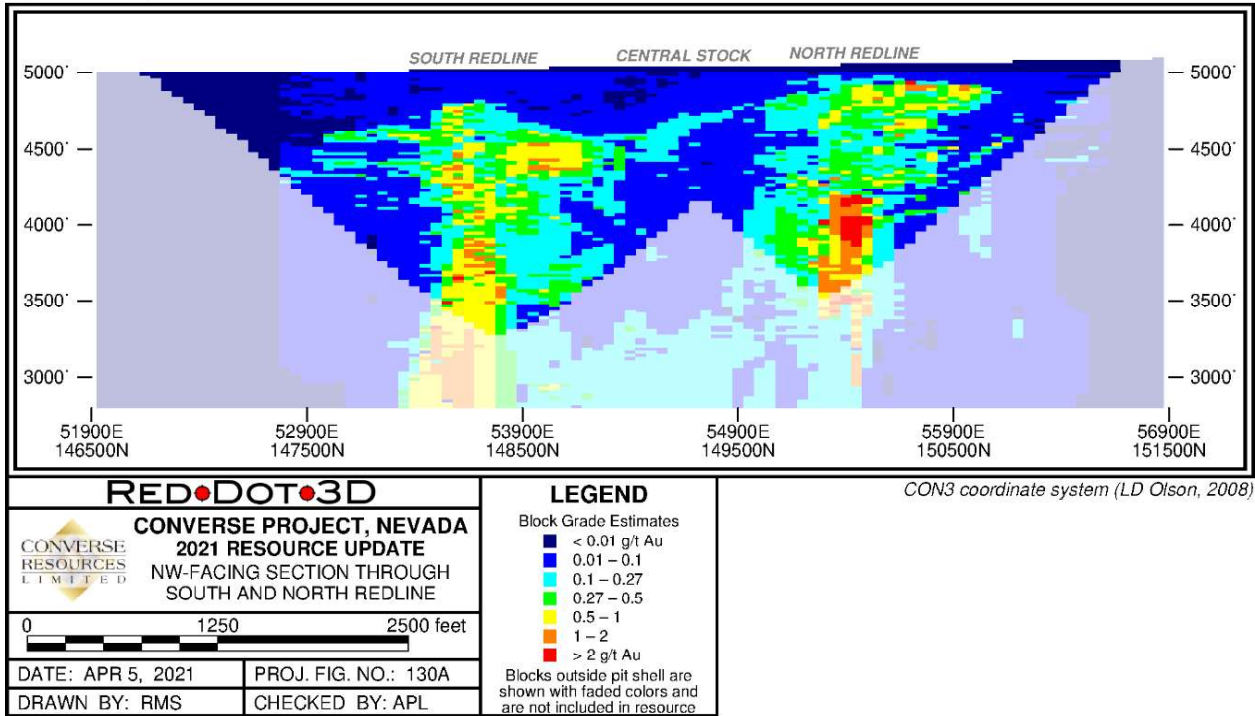 SOUTH REDLINE CENTRAL STOCK NORTH REDLINE
5000' 5000'
4500' 4500'
4000' 4000'
3500' 3500'
3000' 3000'
51900E 52900E 53900E 54900E 55900E 56900E
146500N 147500N 148500N 149500N 150500N 151500N
RED DOT 3D
CONVERSE RESOURCES LIMITED
CONVERSE PROJECT, NEVADA
2021 RESOURCE UPDATE
NW-FACING SECTION THROUGH
SOUTH AND NORTH REDLINE
0 1250 2500 feet
DATE: APR 5, 2021 PROJ. FIG. NO.: 130A
DRAWN BY: RMS CHECKED BY: APL
LEGEND
Block Grade Estimates
< 0.01 g/t Au
0.01 – 0.1
0.1 – 0.27
0.27 – 0.5
0.5 – 1
1 – 2
> 2 g/t Au
Blocks outside pit shell are
shown with faded colors and
are not included in resource
CON3 coordinate system (LD Olson, 2008)